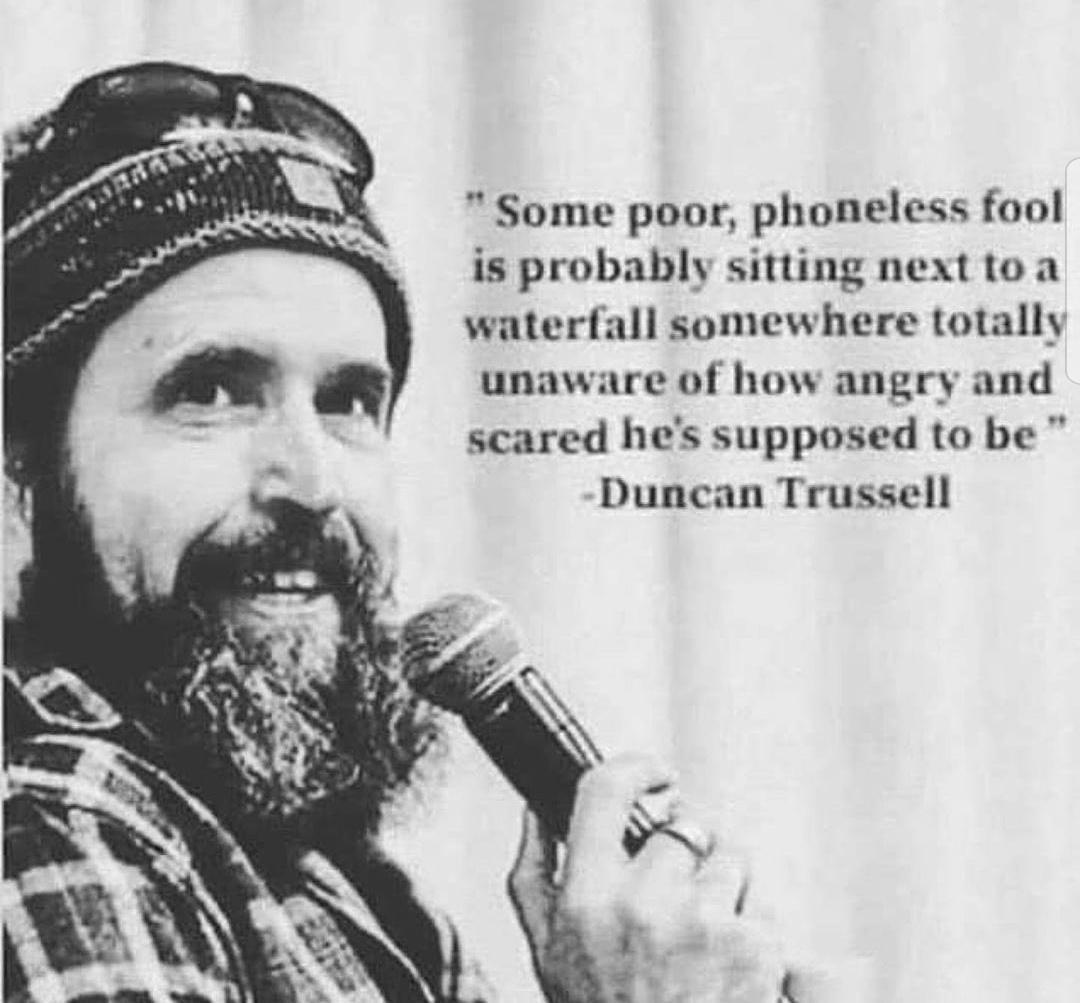 " Some poor, phoneless fool
is probably sitting next to a
waterfall somewhere totally
unaware of how angry and
scared he's supposed to be "
-Duncan Trussell